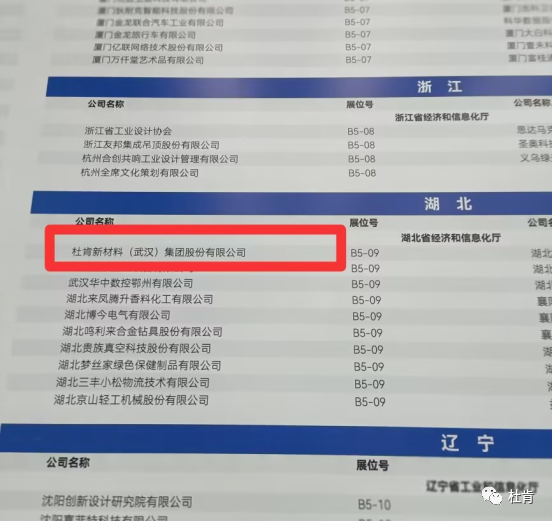 厦门金龙联合汽车工业有限公司 B5-07
厦门金龙旅行车有限公司 B5-07
厦门亿联网络技术股份有限公司 B5-07
厦门万仟堂艺术品有限公司 B5-07
浙 江
公司名称 展位号
浙江省经济和信息化厅
浙江省工业设计协会 B5-08
浙江友邦集成吊顶股份有限公司 B5-08
杭州合创共响工业设计管理有限公司 B5-08
杭州全席文化策划有限公司 B5-08
湖 北
公司名称 展位号
湖北省经济和信息化厅
杜肯新材料（武汉）集团股份有限公司 B5-09
B5-09
武汉华中数控鄂州有限公司 B5-09
湖北来凤腾升香料化工有限公司 B5-09
湖北博今电气有限公司 B5-09
湖北鸣利来合金钻具股份有限公司 B5-09
湖北贵族真空科技股份有限公司 B5-09
湖北梦丝家绿色保健制品有限公司 B5-09
湖北三丰小松物流技术有限公司 B5-09
湖北京山轻工机械股份有限公司 B5-09
辽 宁
公司名称 展位号
辽宁省工业和信息化厅
沈阳创新设计研究院有限公司 B5-10
杜肯